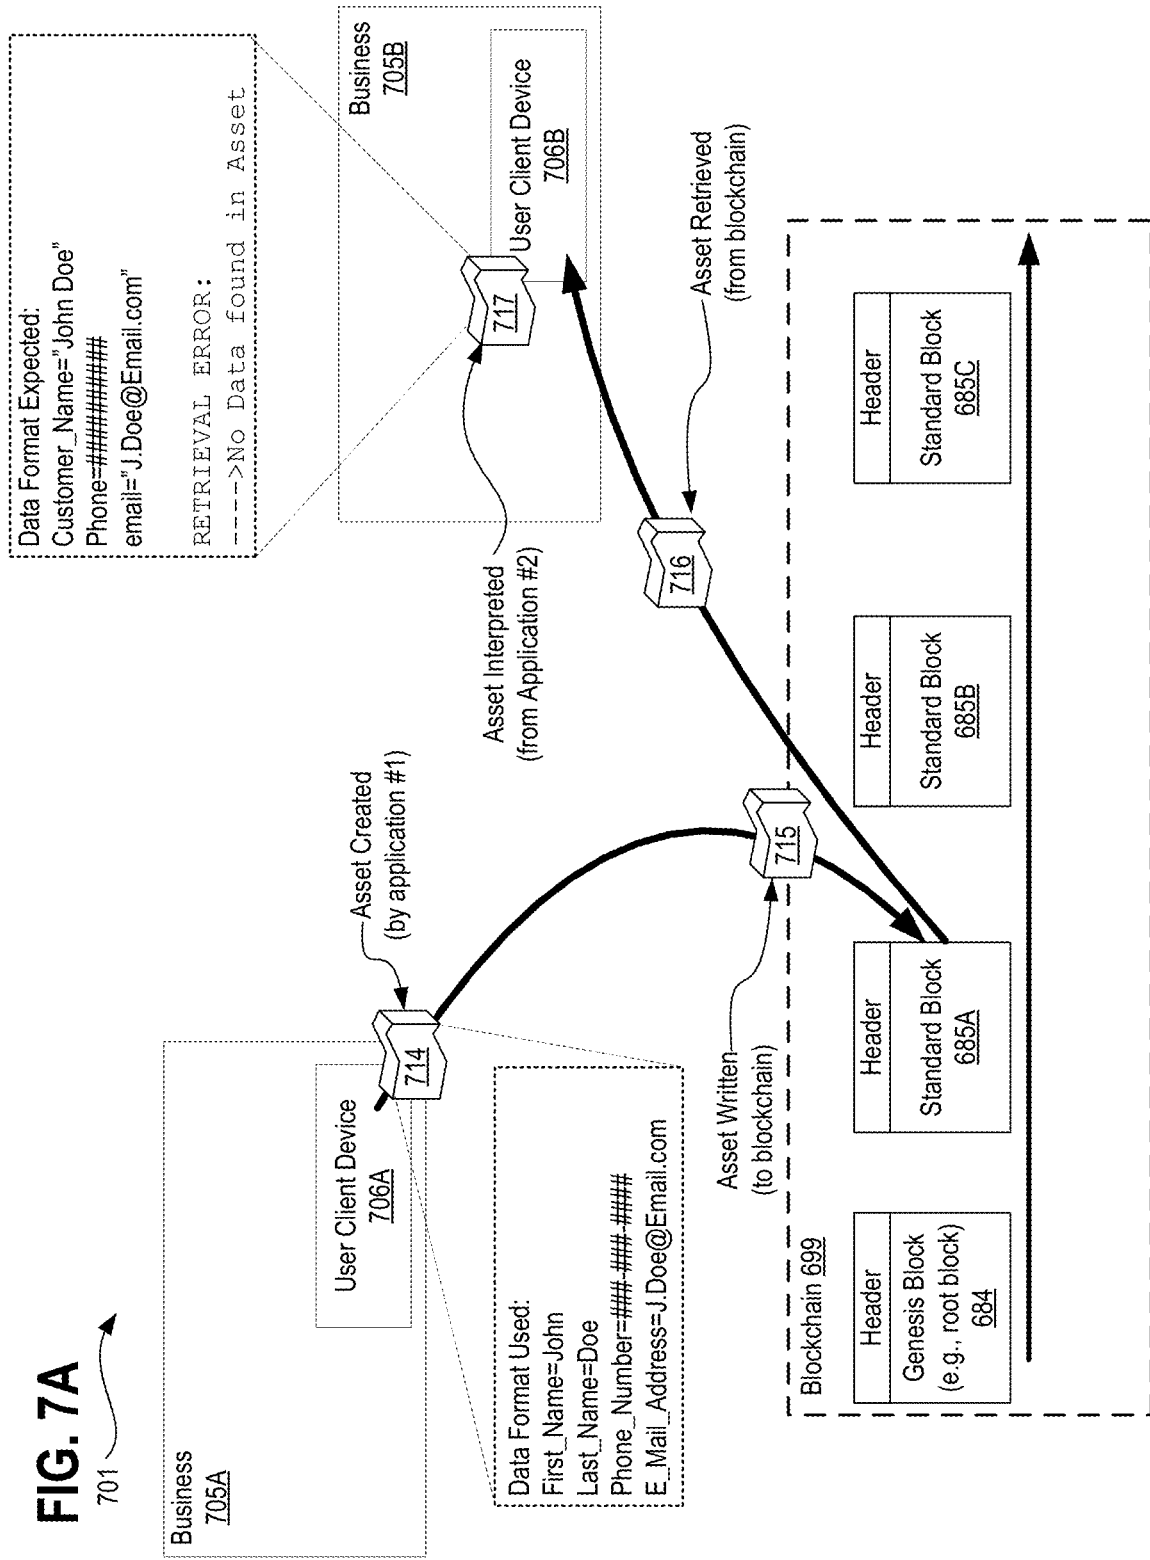 FIG. 7A
701
Business
705A
User Client Device
706A
714
Asset Created
(by application #1)
Data Format Used:
First_Name=John
Last_Name=Doe
Phone_Number=###-###-####
E_Mail_Address=J.Doe@Email.com
Data Format Expected:
Customer_Name="John Doe"
Phone=##########
email="J.Doe@Email.com"
RETRIEVAL ERROR:
---->No Data found in Asset
Business
705B
User Client Device
706B
717
Asset Interpreted
(from Application #2)
716
Asset Retrieved
(from blockchain)
715
Asset Written
(to blockchain)
Blockchain 699
Header
Genesis Block
(e.g., root block)
684
Header
Standard Block
685A
Header
Standard Block
685B
Header
Standard Block
685C